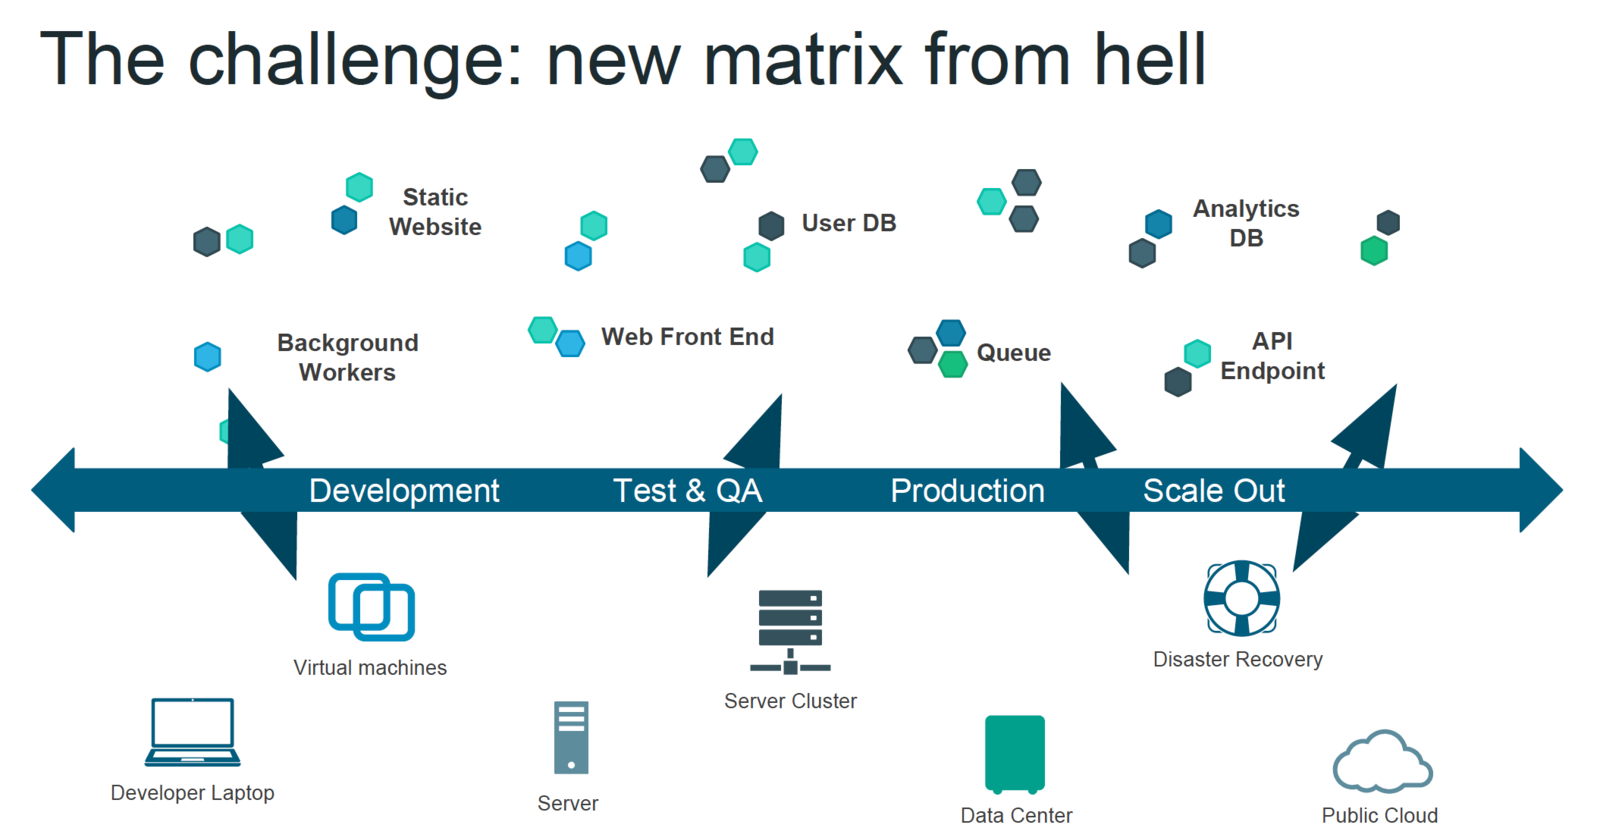 The challenge: new matrix from hell
Static
Website
User DB
Analytics
DB
Background
Workers
Web Front End
Queue
API
Endpoint
Development
Test & QA
Production
Scale Out
Virtual machines
Server Cluster
Disaster Recovery
Developer Laptop
Server
Data Center
Public Cloud